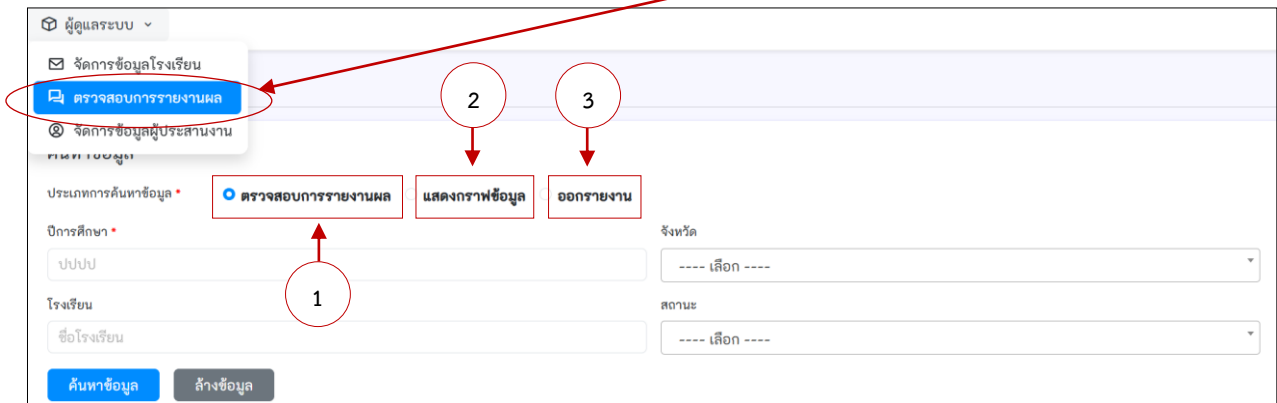 ผู้ดูแลระบบ
จัดการข้อมูลโรงเรียน
ตรวจสอบการรายงานผล
2 3
จัดการข้อมูลผู้ประสานงาน
ค้นหาข้อมูล
ประเภทการค้นหาข้อมูล * ตรวจสอบการรายงานผล แสดงกราฟข้อมูล ออกรายงาน
ปีการศึกษา * จังหวัด
ปปปป ---- เลือก ----
1
โรงเรียน สถานะ
ชื่อโรงเรียน ---- เลือก ----
ค้นหาข้อมูล ล้างข้อมูล